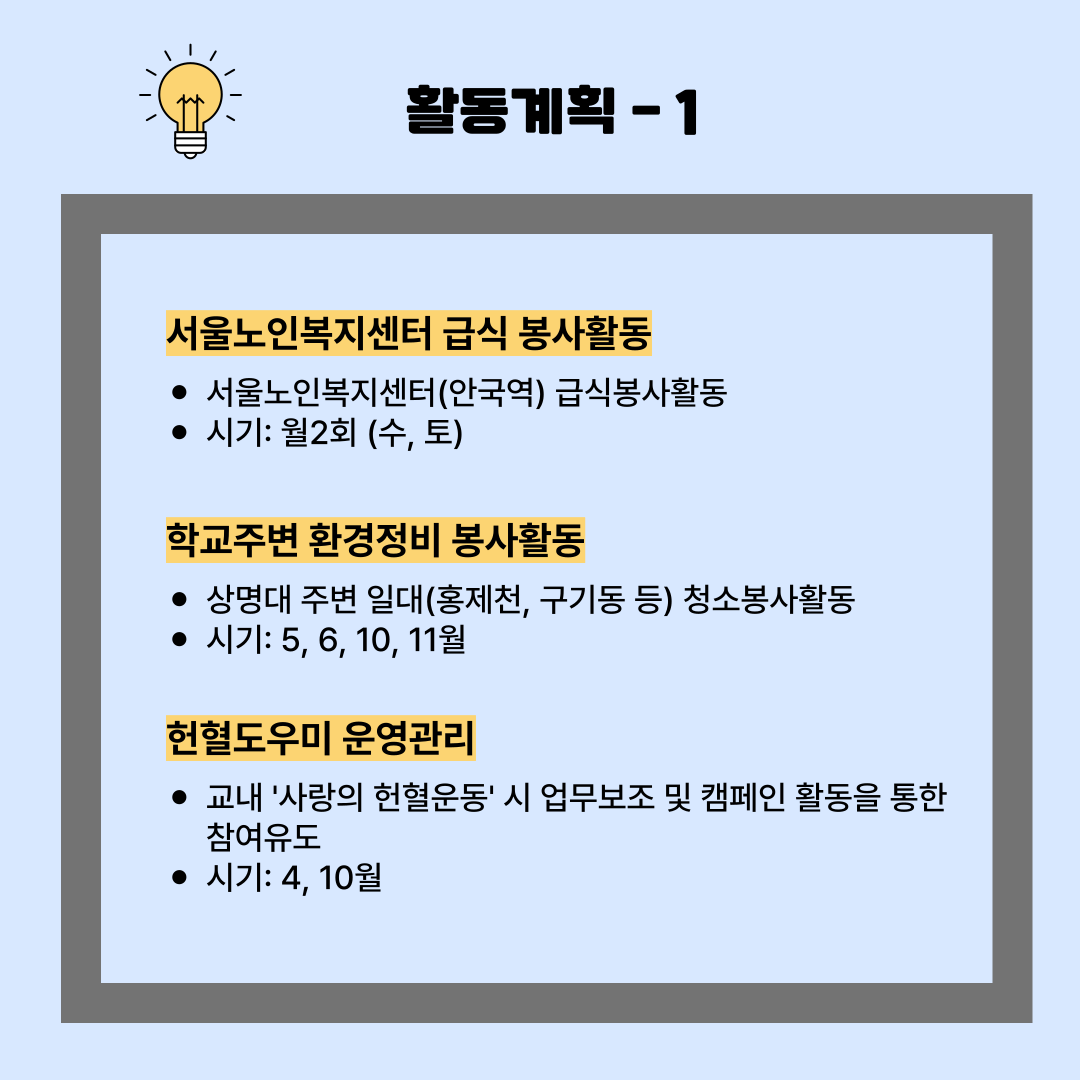 활동계획 - 1
서울노인복지센터 급식 봉사활동
• 서울노인복지센터(안국역) 급식봉사활동
• 시기: 월2회 (수, 토)
학교주변 환경정비 봉사활동
• 상명대 주변 일대(홍제천, 구기동 등) 청소봉사활동
• 시기: 5, 6, 10, 11월
헌혈도우미 운영관리
• 교내 '사랑의 헌혈운동' 시 업무보조 및 캠페인 활동을 통한
참여유도
• 시기: 4, 10월